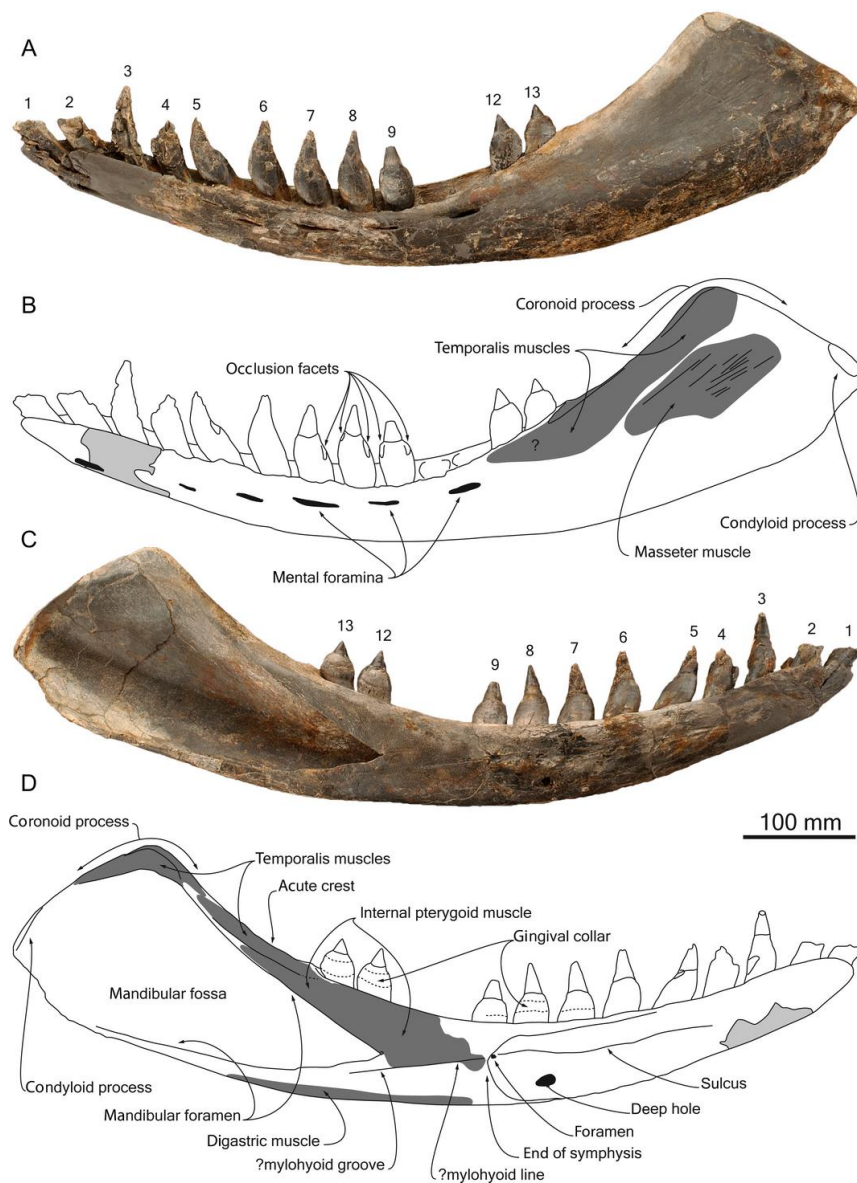 A
1 2 3 4 5 6 7 8 9 12 13
B
Coronoid process
Temporalis muscles
Occlusion facets
?
Condyloid process
Masseter muscle
Mental foramina
C
13 12 9 8 7 6 5 4 3 2 1
D
100 mm
Coronoid process
Temporalis muscles
Acute crest
Internal pterygoid muscle
Gingival collar
Mandibular fossa
Condyloid process
Mandibular foramen
Digastric muscle
?mylohyoid groove
?mylohyoid line
End of symphysis
Foramen
Deep hole
Sulcus